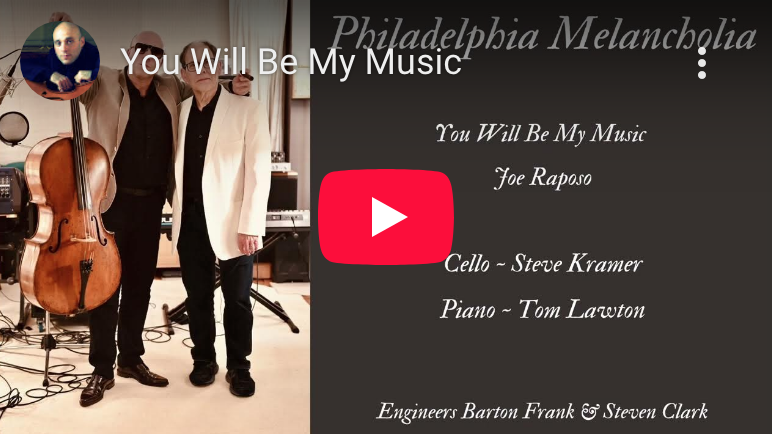 Philadelphia Melancholia
You Will Be My Music
You Will Be My Music
Joe Raposo
Cello ~ Steve Kramer
Piano ~ Tom Lawton
Engineers Barton Frank & Steven Clark